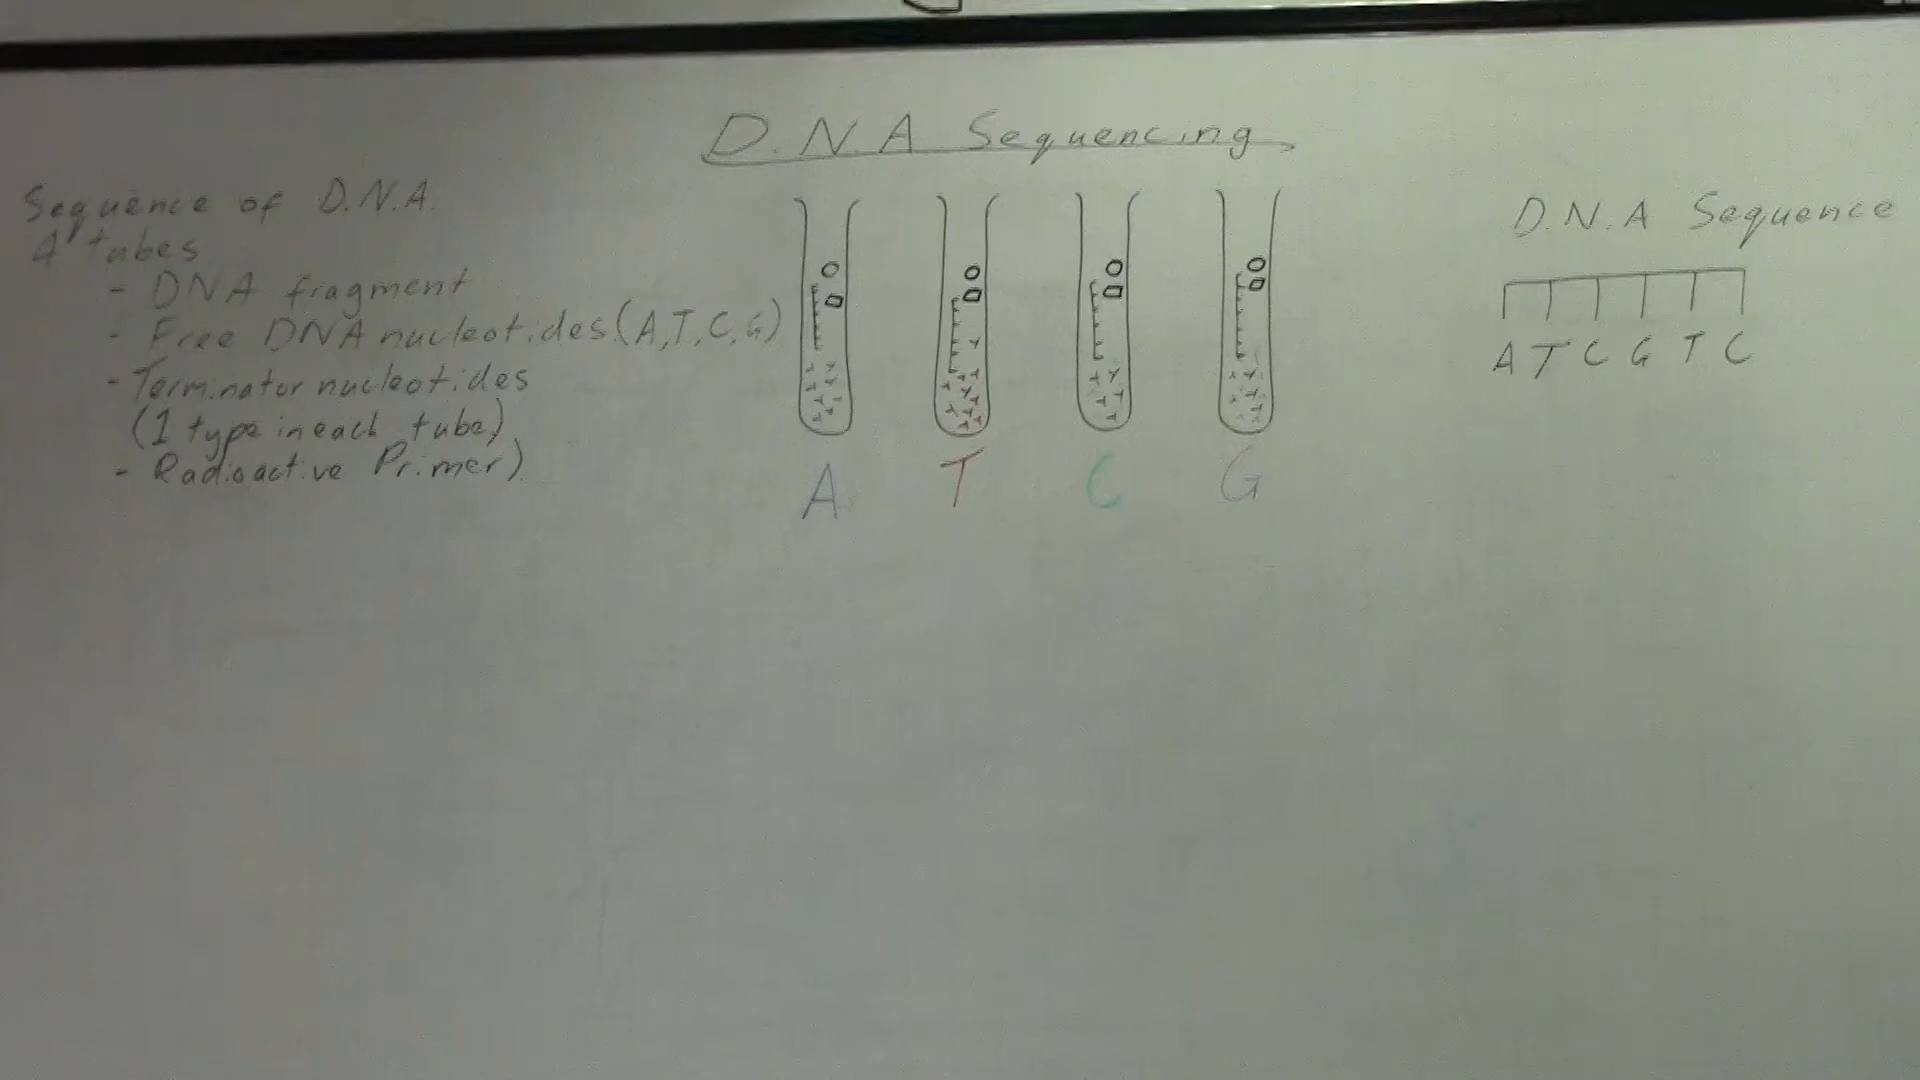 D.N.A Sequencing
Sequence of D.N.A.
4 tubes
- DNA fragment
- Free DNA nucleotides (A,T,C,G)
- Terminator nucleotides
(1 type in each tube)
- Radioactive Primer).
A T C G
D.N.A Sequence
A T C G T C